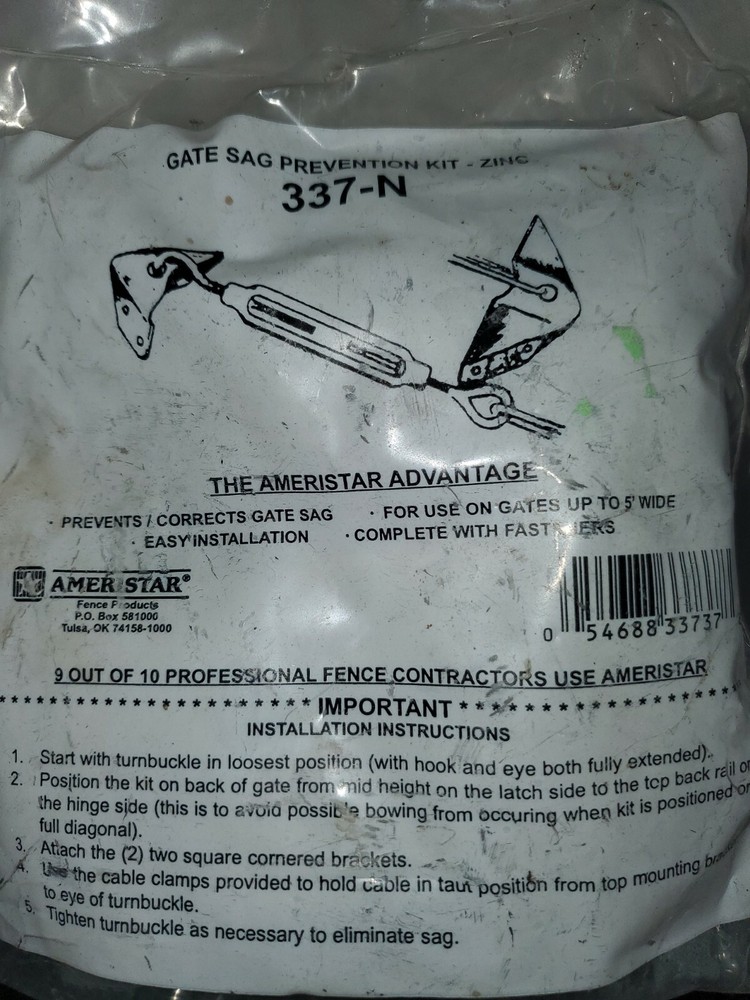 GATE SAG PREVENTION KIT - ZINC
337-N
THE AMERISTAR ADVANTAGE
· PREVENTS / CORRECTS GATE SAG · FOR USE ON GATES UP TO 5' WIDE
· EASY INSTALLATION · COMPLETE WITH FASTENERS
AMERISTAR®
Fence Products
P.O. Box 581000
Tulsa, OK 74158-1000
0 54688 33737
9 OUT OF 10 PROFESSIONAL FENCE CONTRACTORS USE AMERISTAR
* * * * * * * * * * * * * * * * * * * * * IMPORTANT * * * * * * * * * * * * * * * * * * *
INSTALLATION INSTRUCTIONS
1. Start with turnbuckle in loosest position (with hook and eye both fully extended).
2. Position the kit on back of gate from mid height on the latch side to the top back rail on
the hinge side (this is to avoid possible bowing from occuring when kit is positioned on
full diagonal).
3. Attach the (2) two square cornered brackets.
4. Use the cable clamps provided to hold cable in taut position from top mounting
to eye of turnbuckle.
5. Tighten turnbuckle as necessary to eliminate sag.